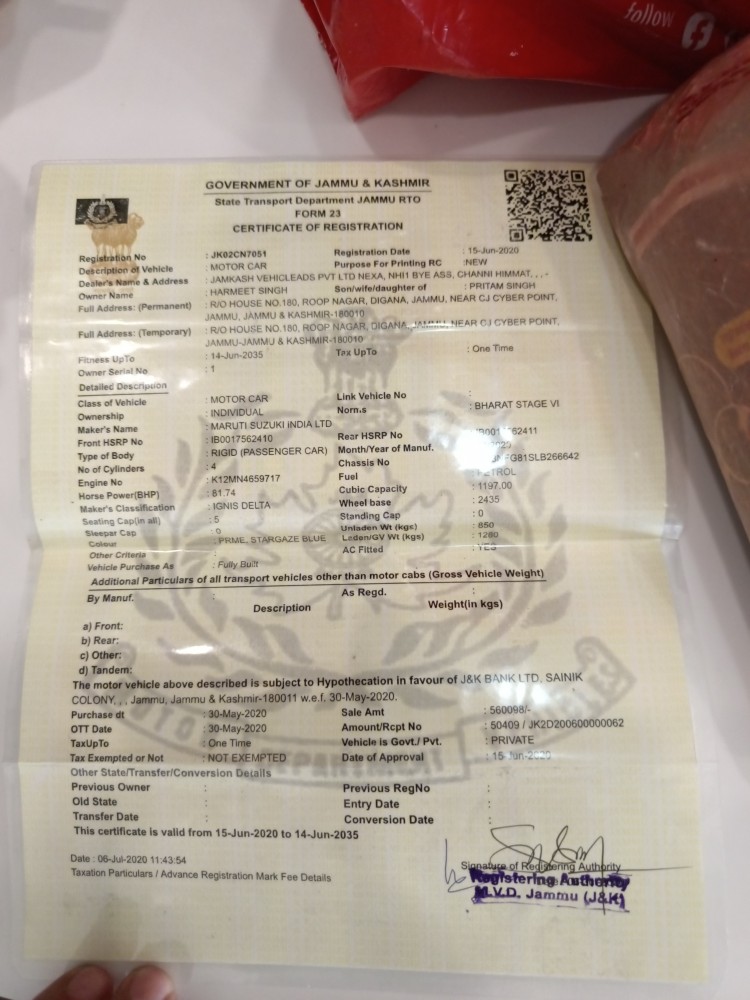 follow
GOVERNMENT OF JAMMU & KASHMIR
State Transport Department JAMMU RTO
FORM 23
CERTIFICATE OF REGISTRATION
Registration No : JK02CN7051 Registration Date : 15-Jun-2020
Description of Vehicle : MOTOR CAR Purpose For Printing RC :NEW
Dealer's Name & Address : JAMKASH VEHICLEADS PVT LTD NEXA, NH11 BYE ASS, CHANNI HIMMAT, , , -
Owner Name : HARMEET SINGH Son/wife/daughter of : PRITAM SINGH
Full Address: (Permanent) : R/O HOUSE NO.180, ROOP NAGAR, DIGANA, JAMMU, NEAR CJ CYBER POINT,
JAMMU, JAMMU & KASHMIR-180010
Full Address: (Temporary) : R/O HOUSE NO.180, ROOP NAGAR, DIGANA, JAMMU, NEAR CJ CYBER POINT,
JAMMU-JAMMU & KASHMIR-180010
Fitness UpTo : 14-Jun-2035 Tax UpTo : One Time
Owner Serial No : 1
Detailed Description
Class of Vehicle : MOTOR CAR Link Vehicle No :
Ownership : INDIVIDUAL Norms : BHARAT STAGE VI
Maker's Name : MARUTI SUZUKI INDIA LTD
Front HSRP No : IB0017562410 Rear HSRP No
Type of Body : RIGID (PASSENGER CAR) Month/Year of Manuf.
No of Cylinders : 4 Chassis No
Engine No : K12MN4659717 Fuel : PETROL
Horse Power(BHP) : 81.74 Cubic Capacity : 1197.00
Maker's Classification : IGNIS DELTA Wheel base : 2435
Seating Cap(in all) : 5 Standing Cap : 0
Sleeper Cap : 0 Unladen Wt (kgs) : 850
Colour : PRME. STARGAZE BLUE Laden/GV Wt (kgs) : 1280
Other Criteria : AC Fitted : YES
Vehicle Purchase As : Fully Built
Additional Particulars of all transport vehicles other than motor cabs (Gross Vehicle Weight)
By Manuf. : As Regd. :
Description Weight(in kgs)
a) Front:
b) Rear:
c) Other:
d) Tandem:
The motor vehicle above described is subject to Hypothecation in favour of J&K BANK LTD, SAINIK
COLONY, , , Jammu, Jammu & Kashmir-180011 w.e.f. 30-May-2020.
Purchase dt : 30-May-2020 Sale Amt : 560098/-
OTT Date : 30-May-2020 Amount/Rcpt No : 50409 / JK2D200600000062
TaxUpTo : One Time Vehicle is Govt./ Pvt. : PRIVATE
Tax Exempted or Not : NOT EXEMPTED Date of Approval : 15-Jun-2020
Other State/Transfer/Conversion Details
Previous Owner : Previous RegNo :
Old State : Entry Date :
Transfer Date : Conversion Date :
This certificate is valid from 15-Jun-2020 to 14-Jun-2035
Date : 06-Jul-2020 11:43:54
Taxation Particulars / Advance Registration Mark Fee Details
Signature of Registering Authority
Registering Authority
M.V.D. Jammu (J&K)